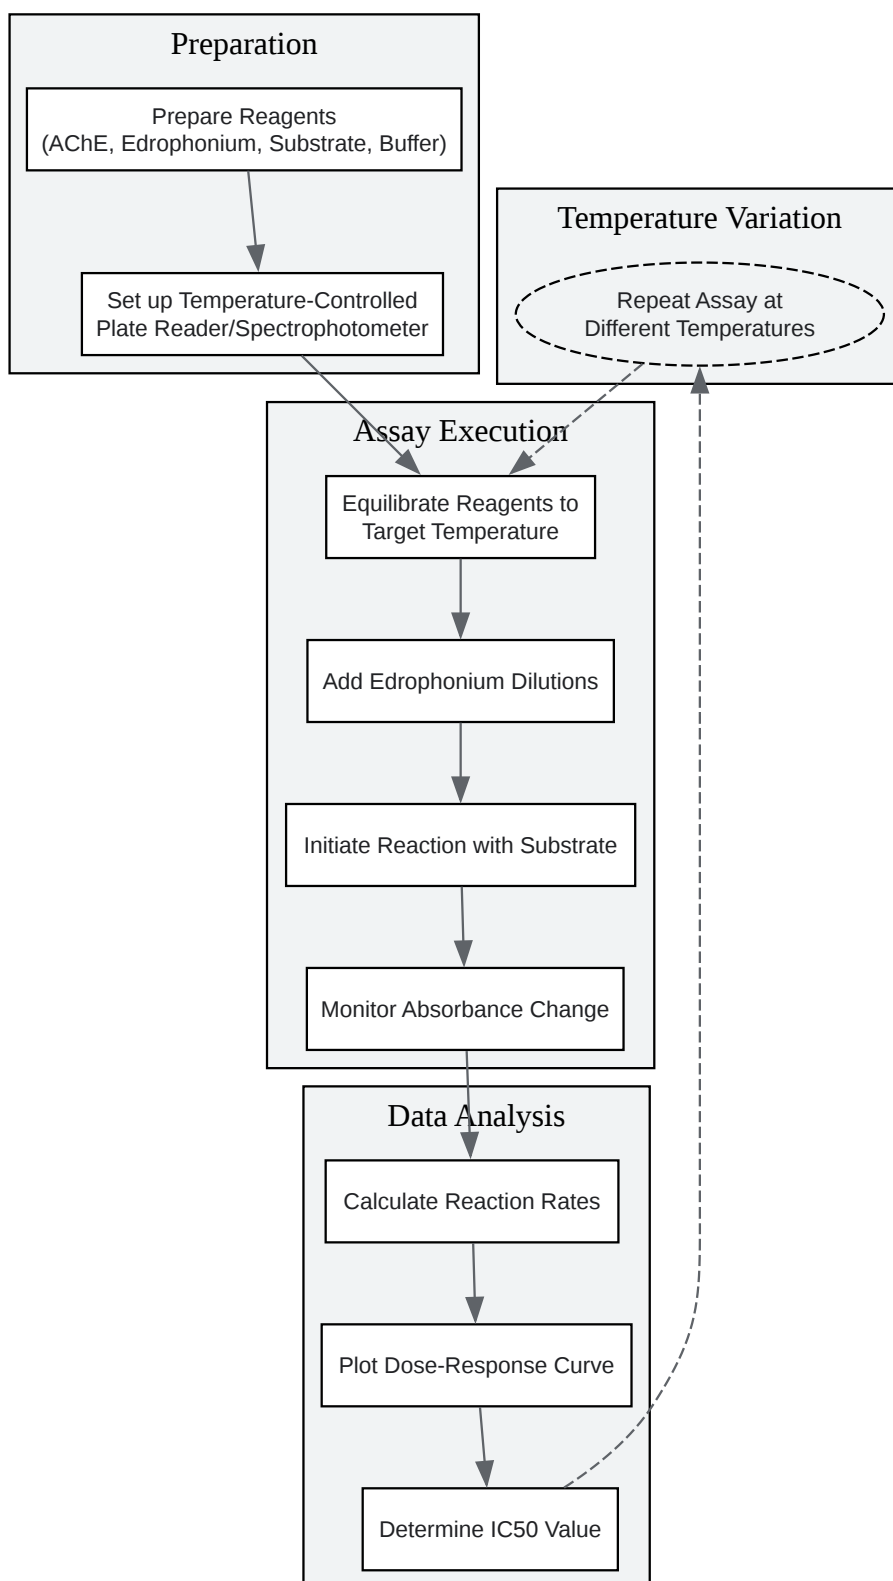 Preparation
Prepare Reagents
(AChE, Edrophonium, Substrate, Buffer)
Set up Temperature-Controlled
Plate Reader/Spectrophotometer
Temperature Variation
Repeat Assay at
Different Temperatures
Assay Execution
Equilibrate Reagents to
Target Temperature
Add Edrophonium Dilutions
Initiate Reaction with Substrate
Monitor Absorbance Change
Data Analysis
Calculate Reaction Rates
Plot Dose-Response Curve
Determine IC50 Value